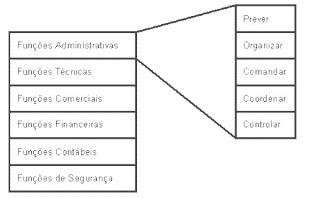 Funções Administrativas
Funções Técnicas
Funções Comerciais
Funções Financeiras
Funções Contábeis
Funções de Segurança
Prever
Organizar
Comandar
Coordenar
Controlar